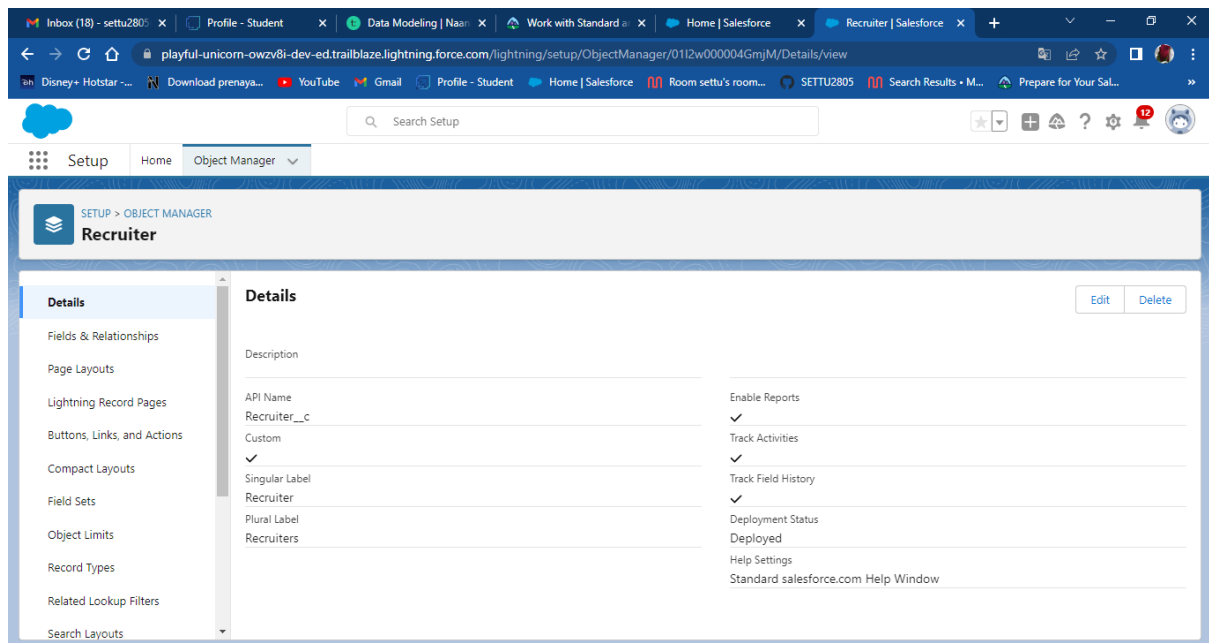 Inbox (18) - settu2805
Profile - Student
Data Modeling | Naan
Work with Standard a
Home | Salesforce
Recruiter | Salesforce
playful-unicorn-owzv8i-dev-ed.trailblaze.lightning.force.com/lightning/setup/ObjectManager/01I2w000004GmjM/Details/view
Disney+ Hotstar -...
Download prenaya...
YouTube
Gmail
Profile - Student
Home | Salesforce
Room settu's room...
SETTU2805
Search Results • M...
Prepare for Your Sal...
»
Search Setup
12
Setup
Home
Object Manager
SETUP > OBJECT MANAGER
Recruiter
Details
Fields & Relationships
Page Layouts
Lightning Record Pages
Buttons, Links, and Actions
Compact Layouts
Field Sets
Object Limits
Record Types
Related Lookup Filters
Search Layouts
Details
Edit
Delete
Description
API Name
Recruiter__c
Custom
Singular Label
Recruiter
Plural Label
Recruiters
Enable Reports
Track Activities
Track Field History
Deployment Status
Deployed
Help Settings
Standard salesforce.com Help Window